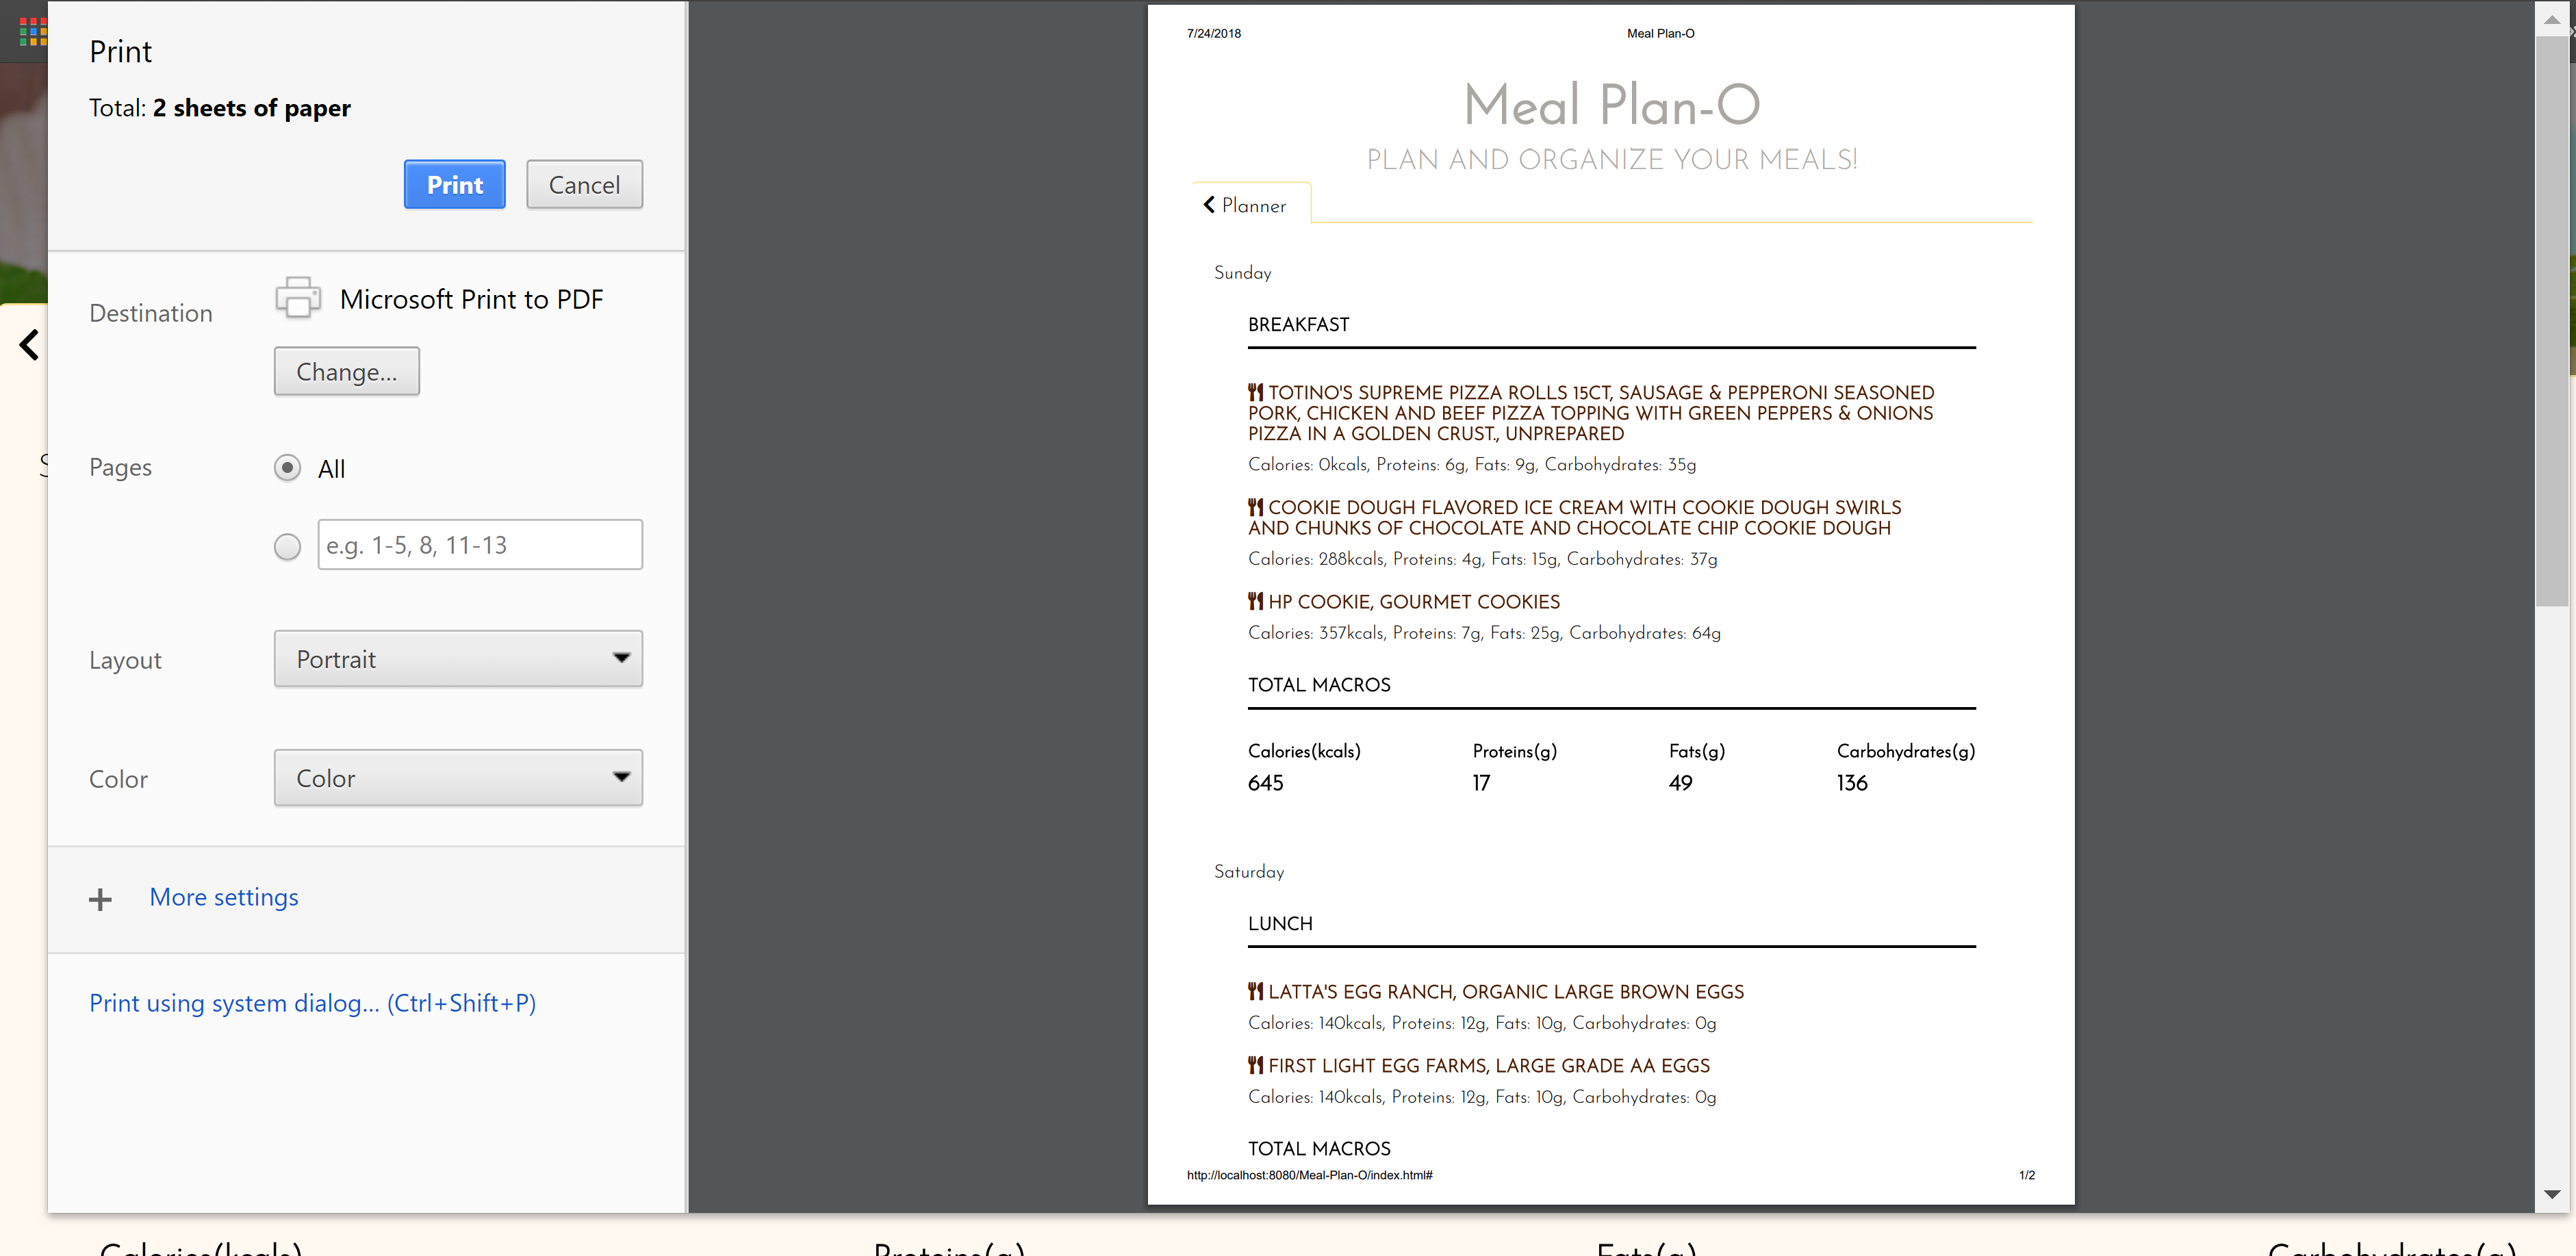 Print
Total: 2 sheets of paper
Print
Cancel
Destination
Microsoft Print to PDF
Change...
Pages
All
e.g. 1-5, 8, 11-13
Layout
Portrait
Color
Color
More settings
Print using system dialog... (Ctrl+Shift+P)
7/24/2018
Meal Plan-O
Meal Plan-O
PLAN AND ORGANIZE YOUR MEALS!
Planner
Sunday
BREAKFAST
TOTINO'S SUPREME PIZZA ROLLS 15CT, SAUSAGE & PEPPERONI SEASONED
PORK, CHICKEN AND BEEF PIZZA TOPPING WITH GREEN PEPPERS & ONIONS
PIZZA IN A GOLDEN CRUST., UNPREPARED
Calories: 0kcals, Proteins: 6g, Fats: 9g, Carbohydrates: 35g
COOKIE DOUGH FLAVORED ICE CREAM WITH COOKIE DOUGH SWIRLS
AND CHUNKS OF CHOCOLATE AND CHOCOLATE CHIP COOKIE DOUGH
Calories: 288kcals, Proteins: 4g, Fats: 15g, Carbohydrates: 37g
HP COOKIE, GOURMET COOKIES
Calories: 357kcals, Proteins: 7g, Fats: 25g, Carbohydrates: 64g
TOTAL MACROS
Calories(kcals) Proteins(g) Fats(g) Carbohydrates(g)
645 17 49 136
Saturday
LUNCH
LATTA'S EGG RANCH, ORGANIC LARGE BROWN EGGS
Calories: 140kcals, Proteins: 12g, Fats: 10g, Carbohydrates: 0g
FIRST LIGHT EGG FARMS, LARGE GRADE AA EGGS
Calories: 140kcals, Proteins: 12g, Fats: 10g, Carbohydrates: 0g
TOTAL MACROS
http://localhost:8080/Meal-Plan-O/index.html#
1/2
Calories(kcals) Proteins(g) Fats(g) Carbohydrates(g)